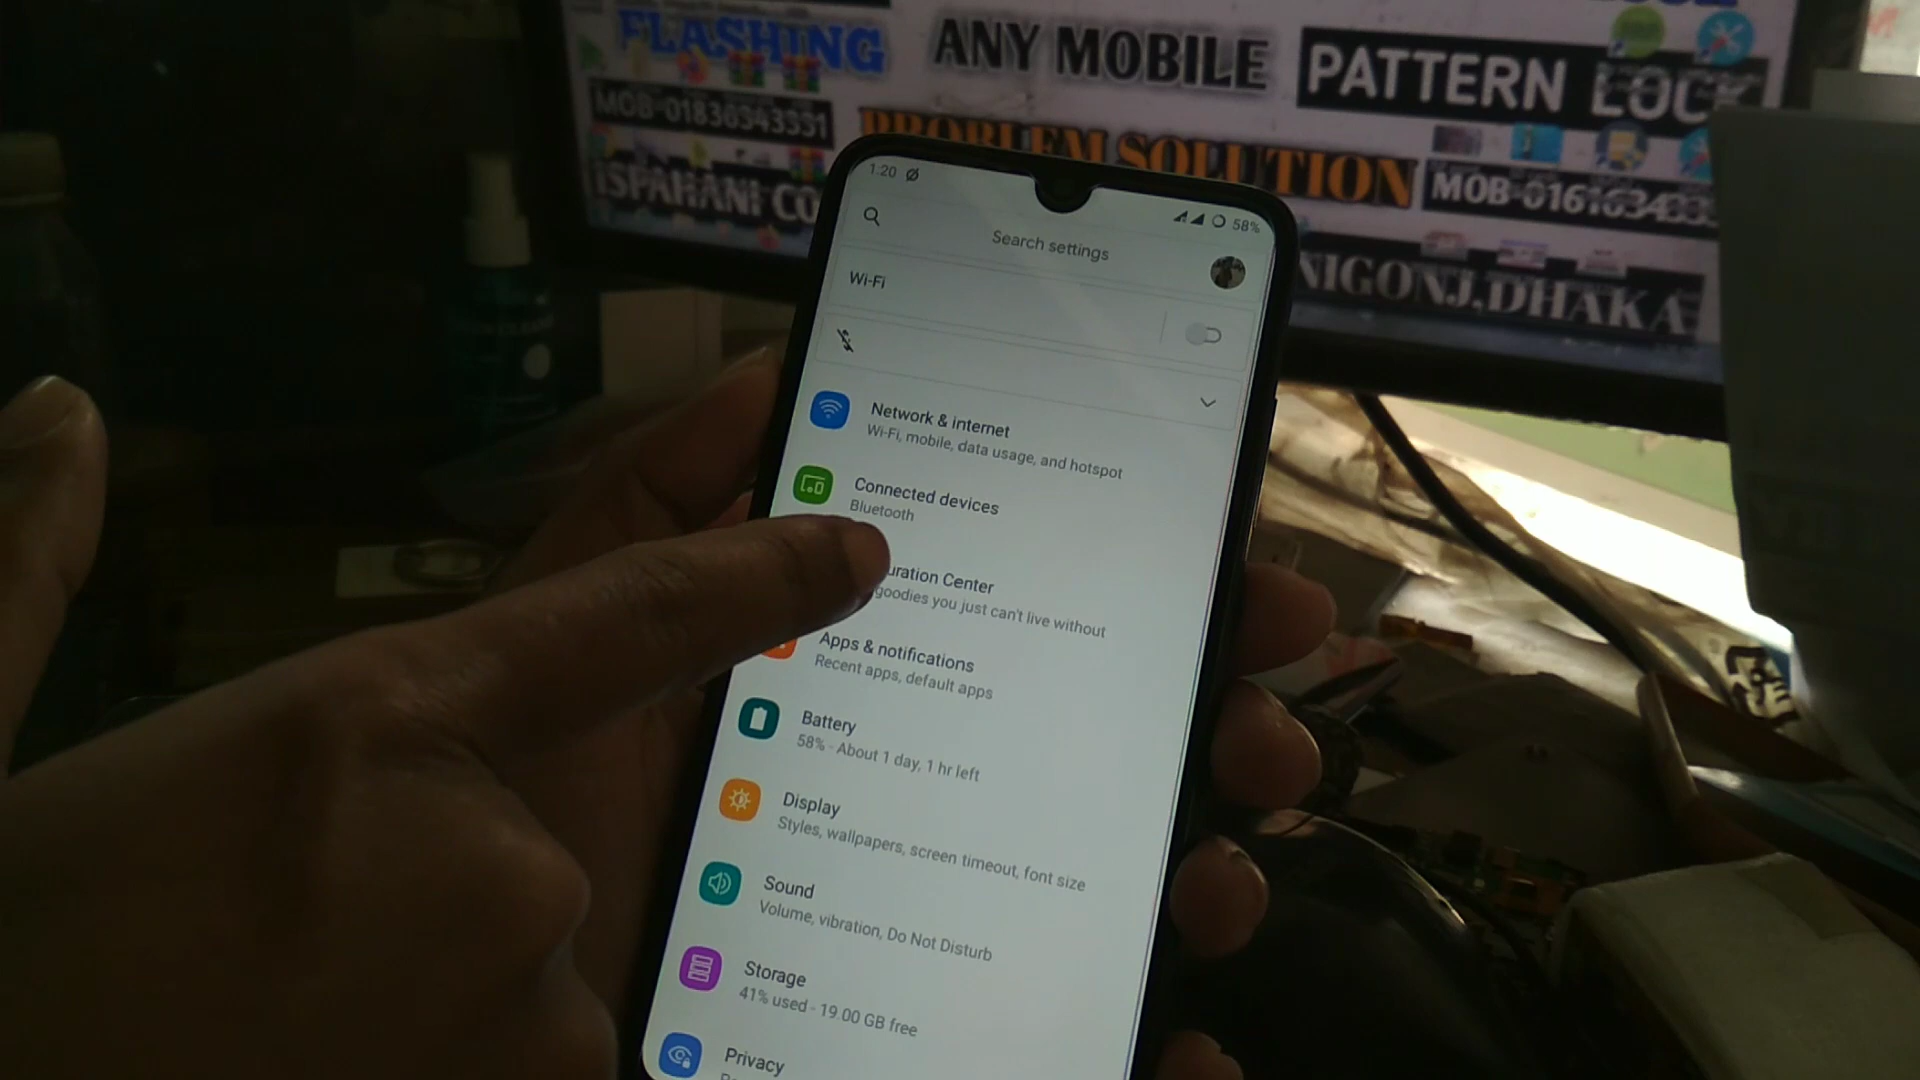 FLASHING
ANY MOBILE
PATTERN LOCK
MOB-01836343331
PROBLEM SOLUTION
ISPAHANI
NIGONJ,DHAKA
1:20
58%
Search settings
Wi-Fi
Network & internet
Wi-Fi, mobile, data usage, and hotspot
Connected devices
Bluetooth
uration Center
goodies you just can't live without
Apps & notifications
Recent apps, default apps
Battery
58% - About 1 day, 1 hr left
Display
Styles, wallpapers, screen timeout, font size
Sound
Volume, vibration, Do Not Disturb
Storage
41% used - 19.00 GB free
Privacy